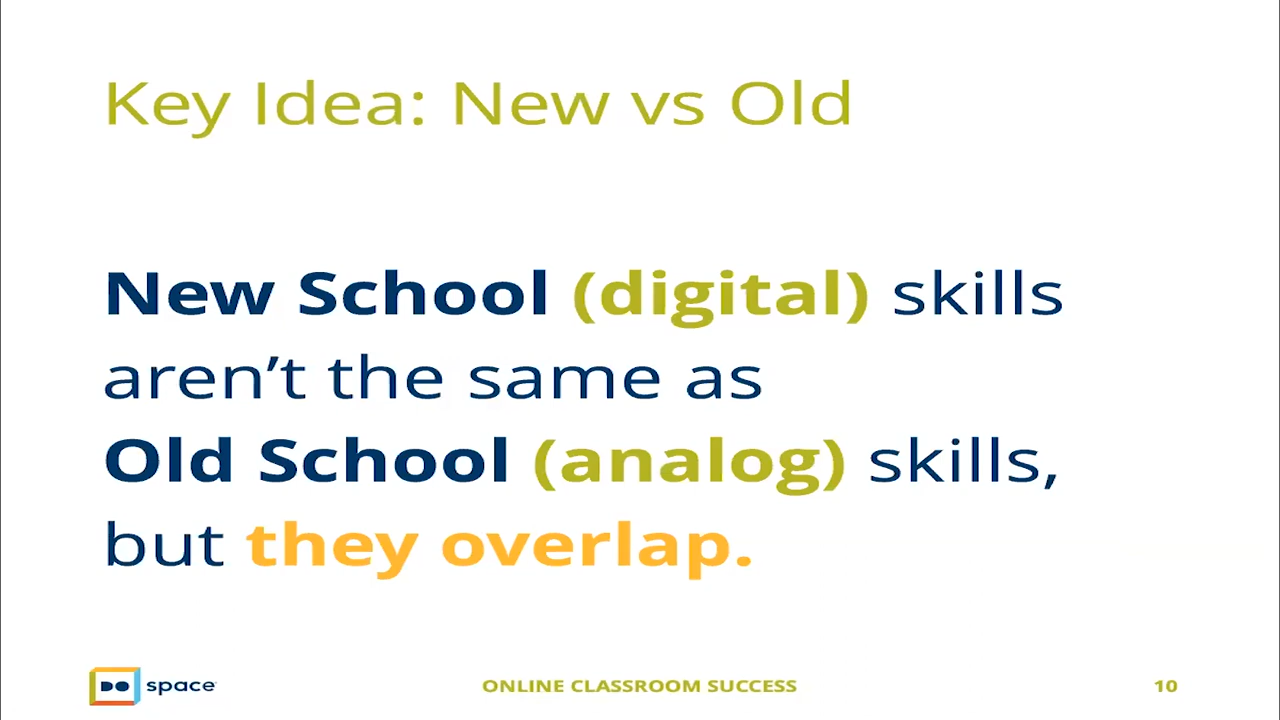 Key Idea: New vs Old
New School (digital) skills
aren’t the same as
Old School (analog) skills,
but they overlap.
DO space
ONLINE CLASSROOM SUCCESS
10